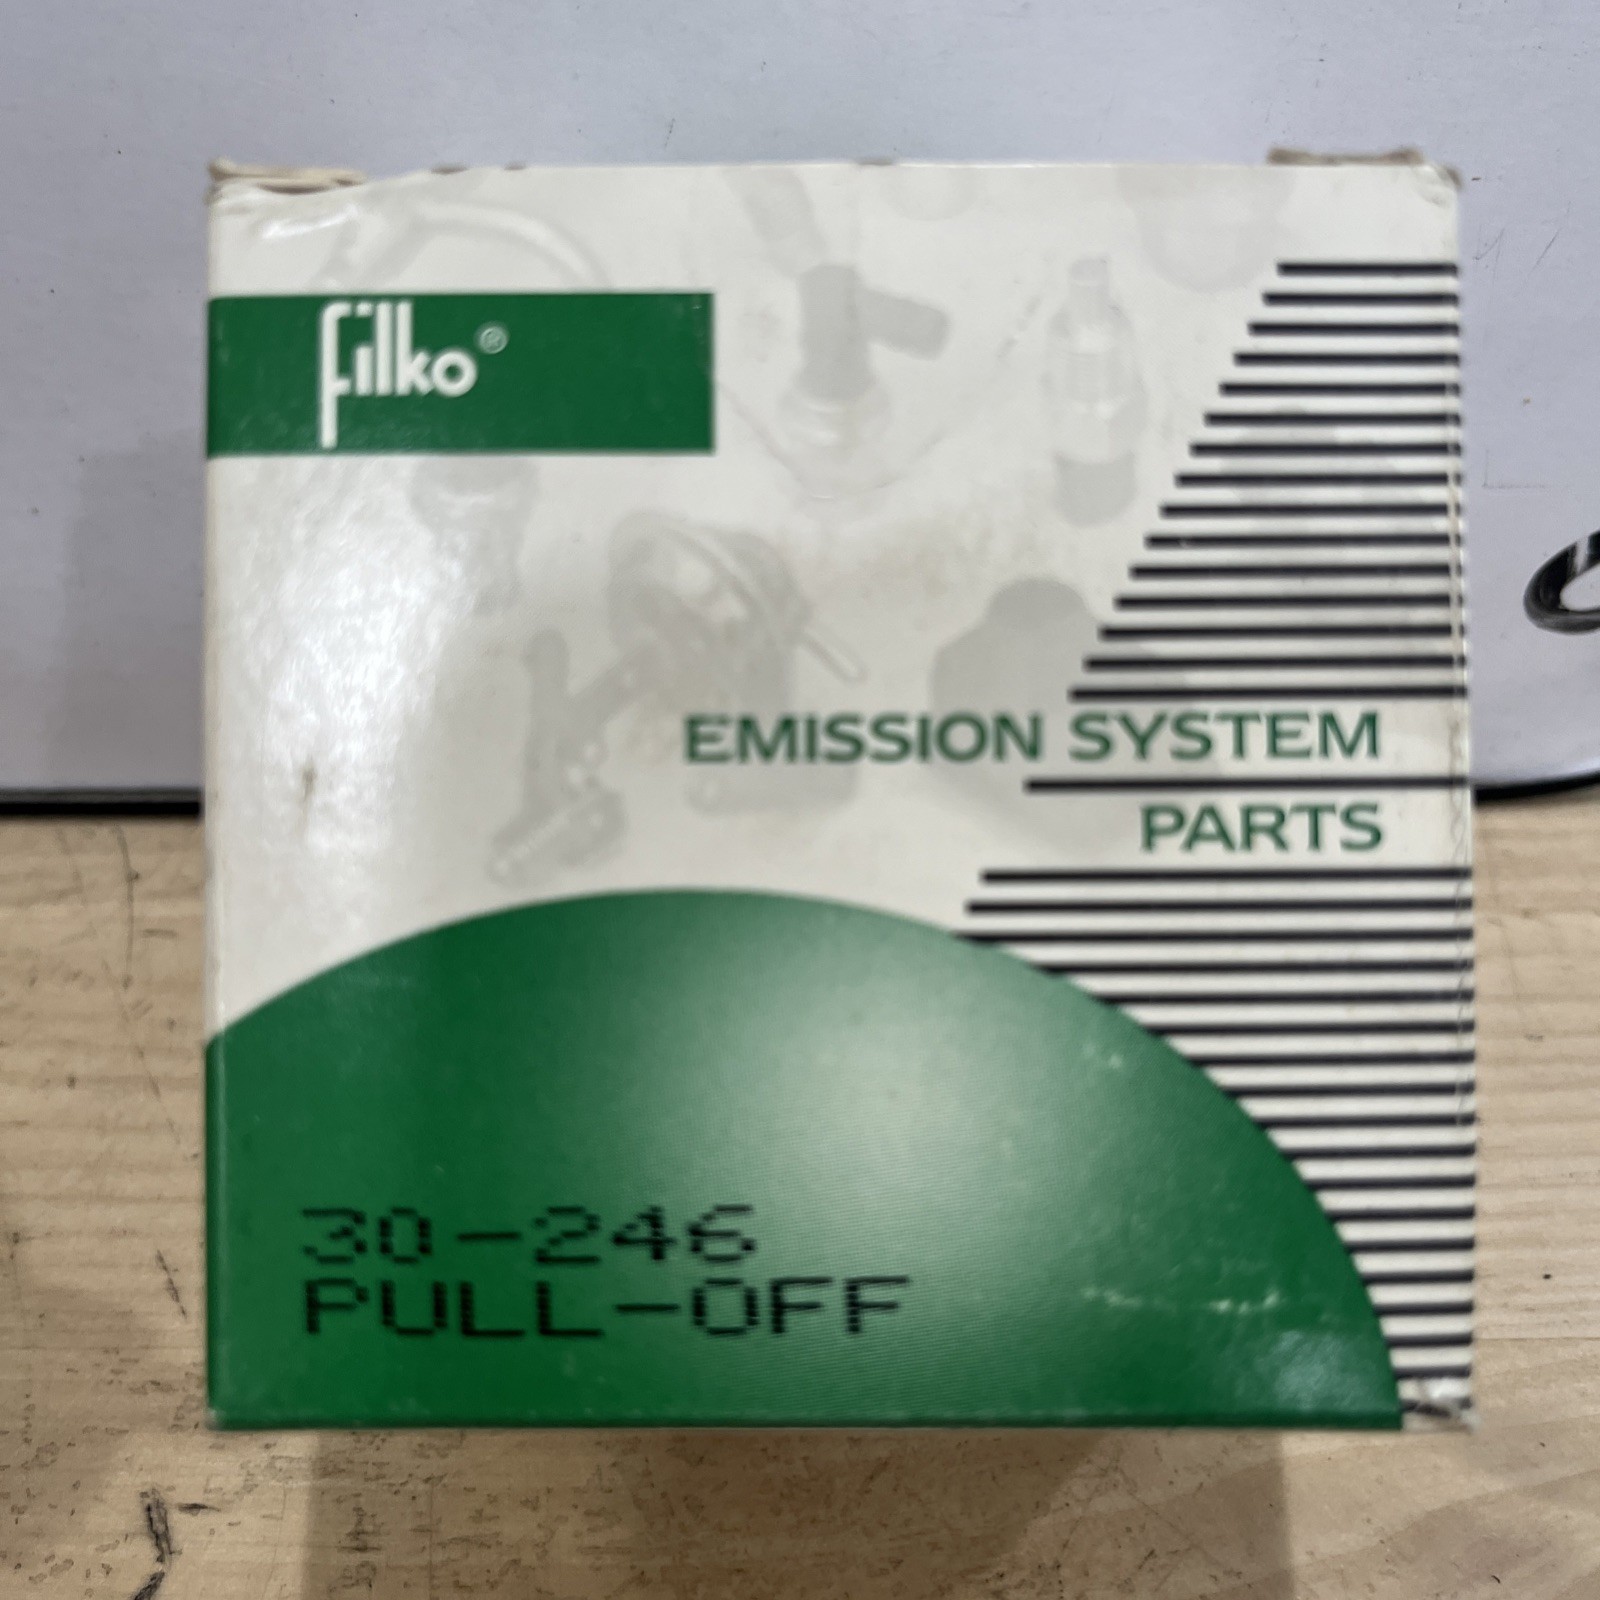 filko®
EMISSION SYSTEM
PARTS
30-246
PULL-OFF